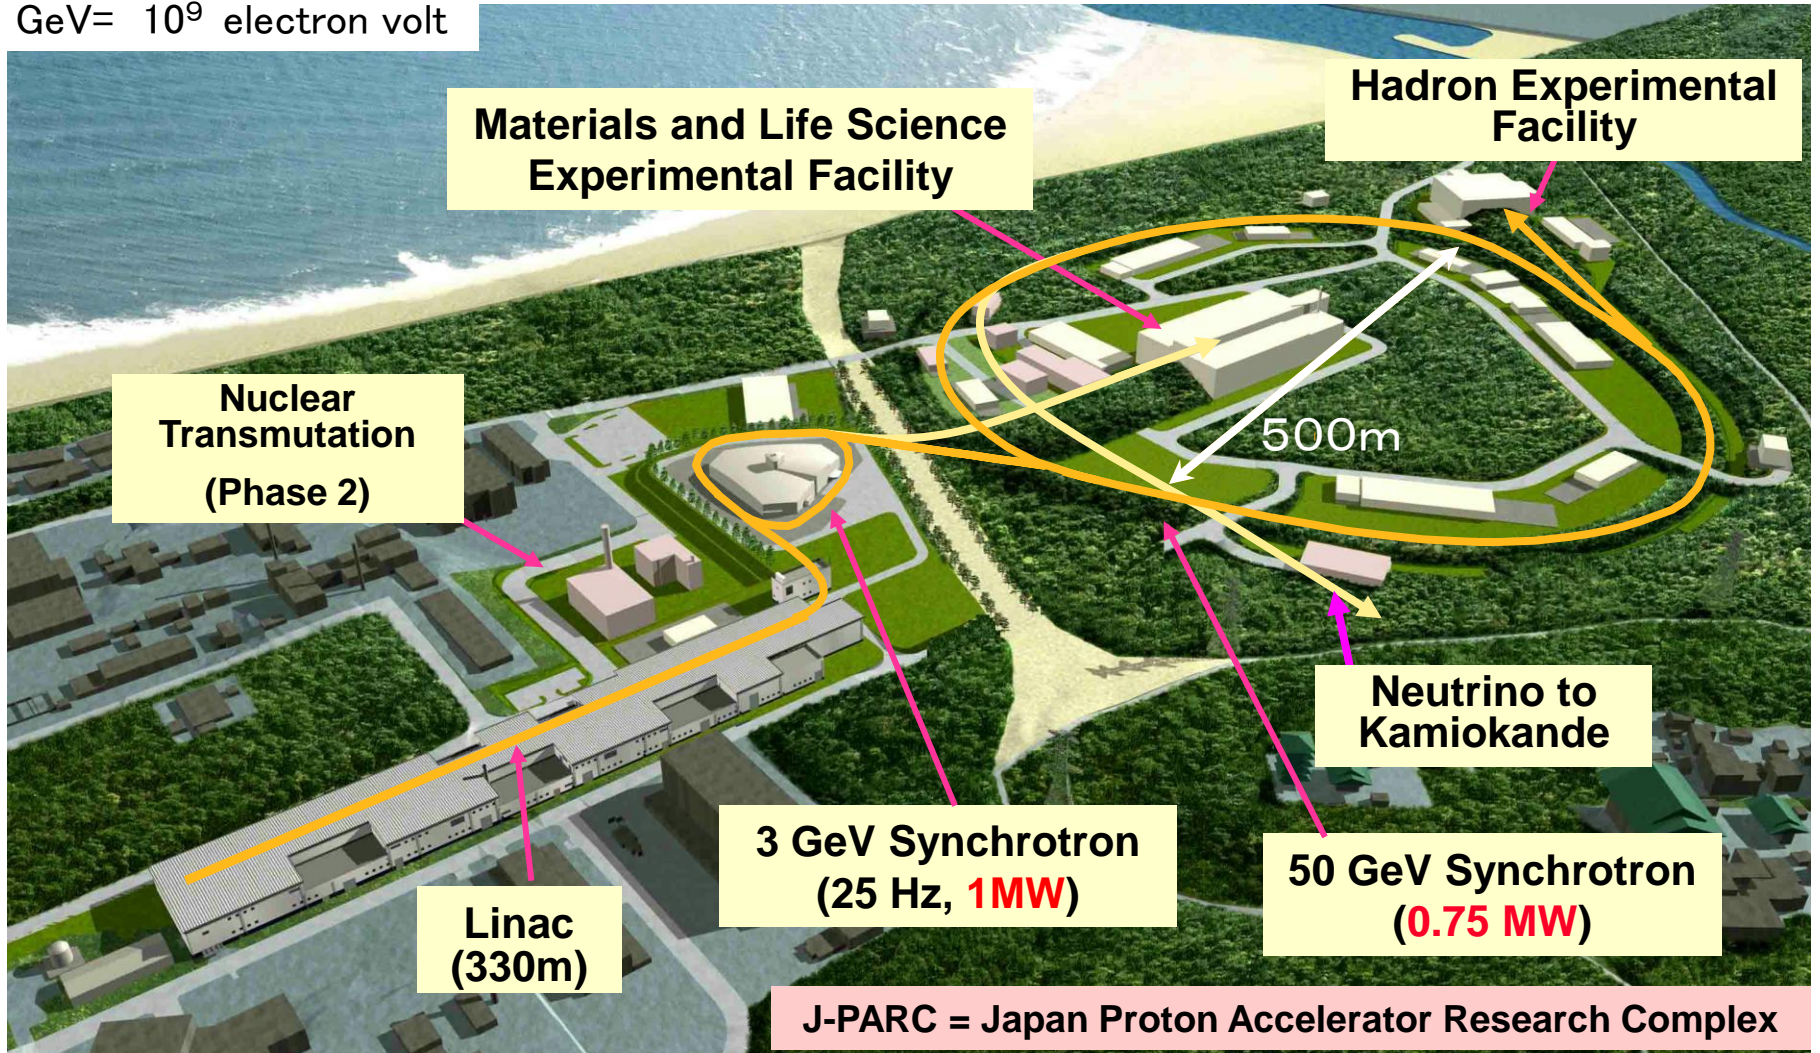 GeV= 10⁹ electron volt
Materials and Life Science
Experimental Facility
Hadron Experimental
Facility
Nuclear
Transmutation
(Phase 2)
500m
Neutrino to
Kamiokande
3 GeV Synchrotron
(25 Hz, 1MW)
50 GeV Synchrotron
(0.75 MW)
Linac
(330m)
J-PARC = Japan Proton Accelerator Research Complex